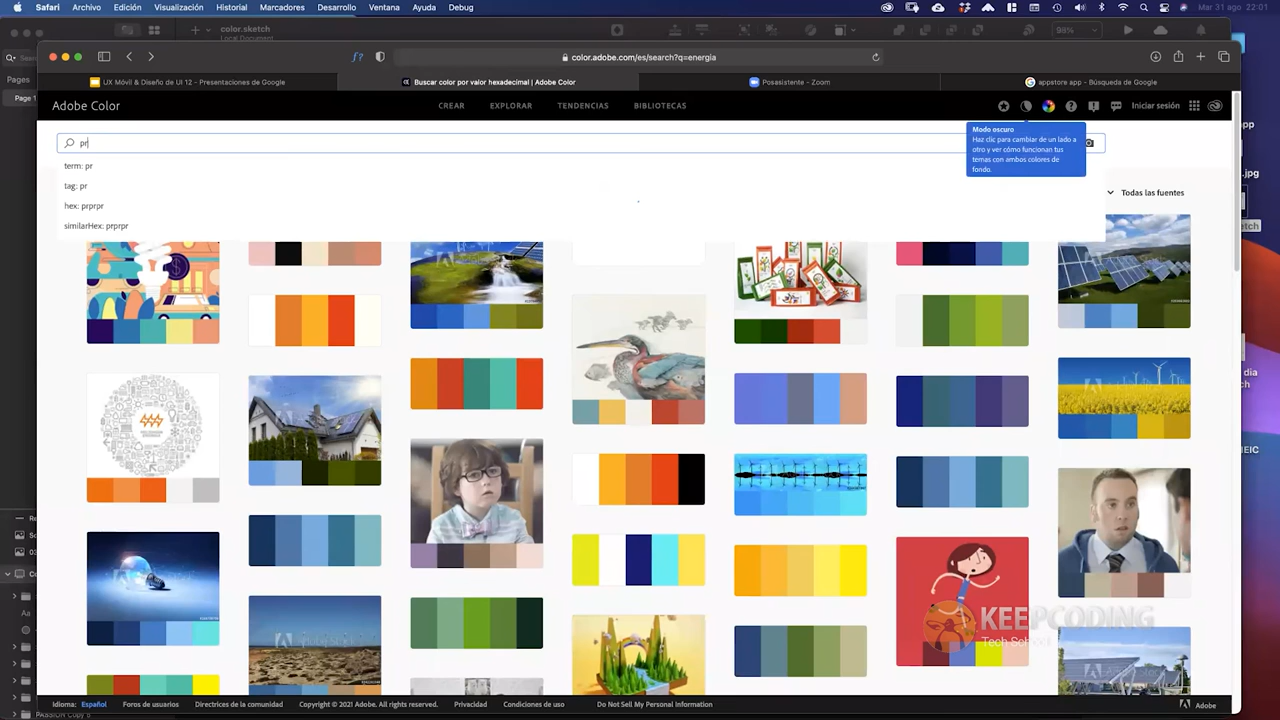 Safari Archivo Edición Visualización Historial Marcadores Desarrollo Ventana Ayuda Debug Mar 31 ago 22:01
color.sketch
Local Document
98%
Pages
Page 1
color.adobe.com/es/search?q=energia
UX Móvil & Diseño de UI 12 - Presentaciones de Google
Buscar color por valor hexadecimal | Adobe Color
Posasistente - Zoom
appstore app - Búsqueda de Google
Adobe Color
CREAR EXPLORAR TENDENCIAS BIBLIOTECAS
Iniciar sesión
pr
Modo oscuro
Haz clic para cambiar de un lado a
otro y ver cómo funcionan tus
temas con ambos colores de
fondo.
term: pr
tag: pr
hex: prprpr
similarHex: prprpr
Todas las fuentes
KEEPCODING
Tech School
Idioma: Español Foros de usuarios Directrices de la comunidad Copyright © 2021 Adobe. All rights reserved. Privacidad Condiciones de uso Do Not Sell My Personal Information Adobe